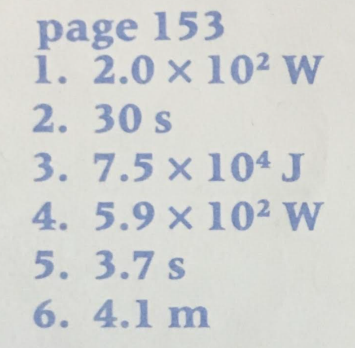 page 153
1. 2.0 × 10² W
2. 30 s
3. 7.5 × 10⁴ J
4. 5.9 × 10² W
5. 3.7 s
6. 4.1 m